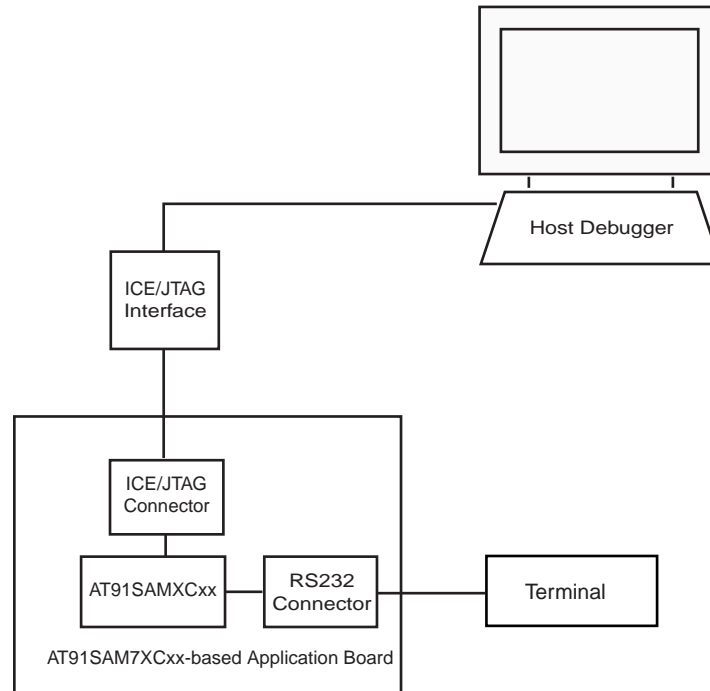 Host Debugger
ICE/JTAG
Interface
ICE/JTAG
Connector
AT91SAMXCxx
RS232
Connector
Terminal
AT91SAM7XCxx-based Application Board